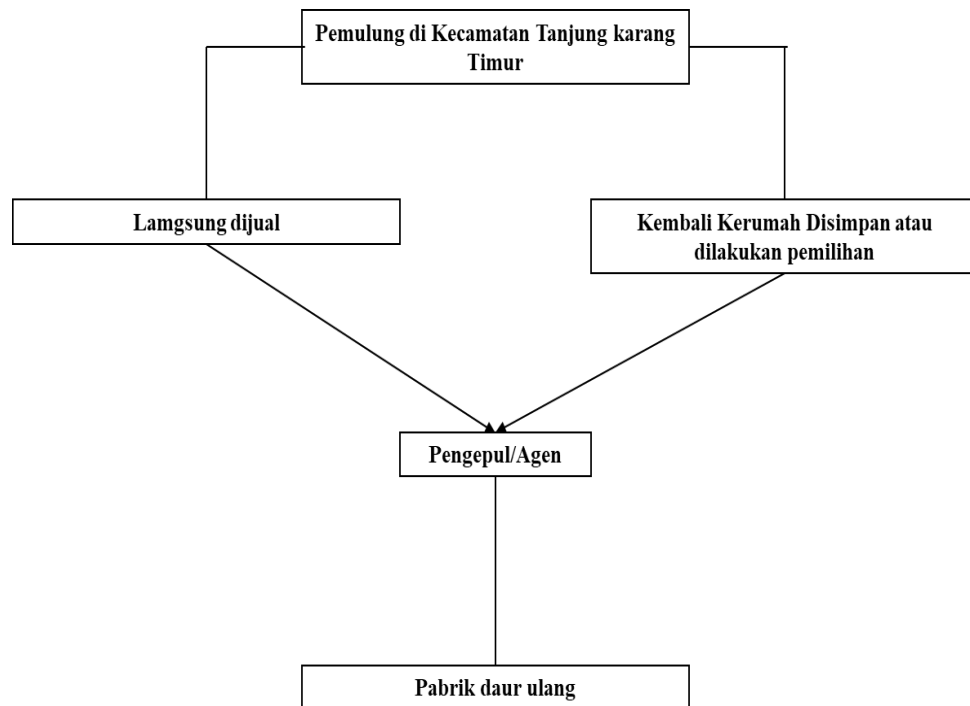 Pemulung di Kecamatan Tanjung karang
Timur
Lamgsung dijual
Kembali Kerumah Disimpan atau
dilakukan pemilihan
Pengepul/Agen
Pabrik daur ulang